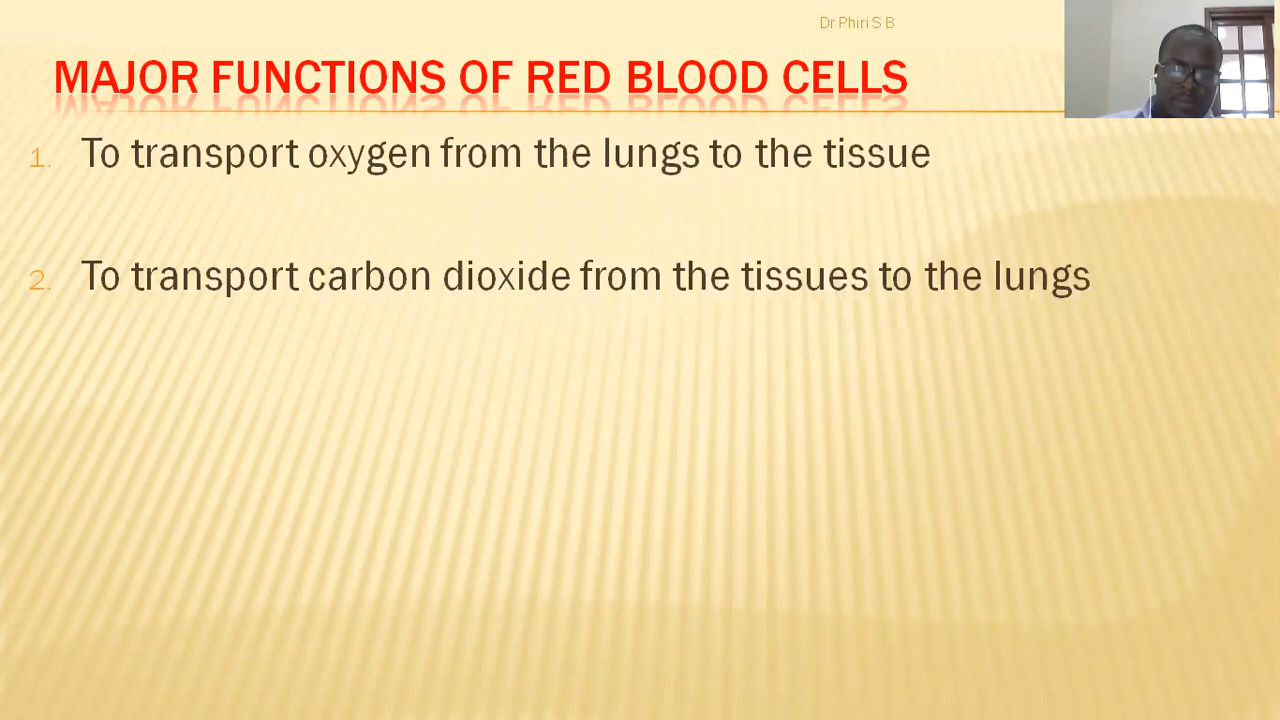 Dr Phiri S B
MAJOR FUNCTIONS OF RED BLOOD CELLS
1. To transport oxygen from the lungs to the tissue
2. To transport carbon dioxide from the tissues to the lungs